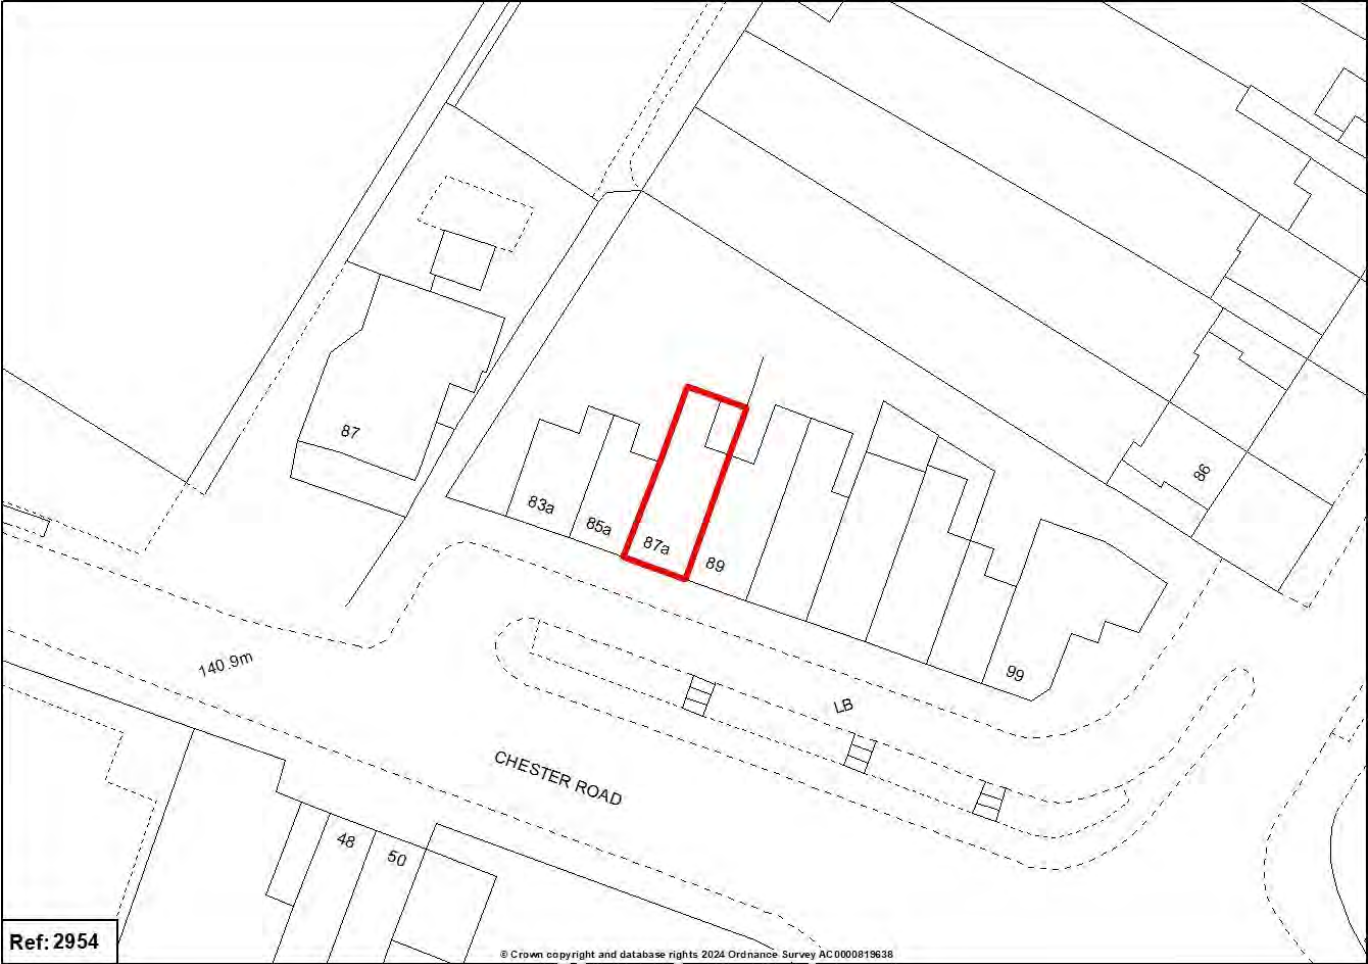 87
86
83a
85a
87a
89
99
140.9m
LB
CHESTER ROAD
48
50
Ref: 2954
© Crown copyright and database rights 2024 Ordnance Survey AC0000819638